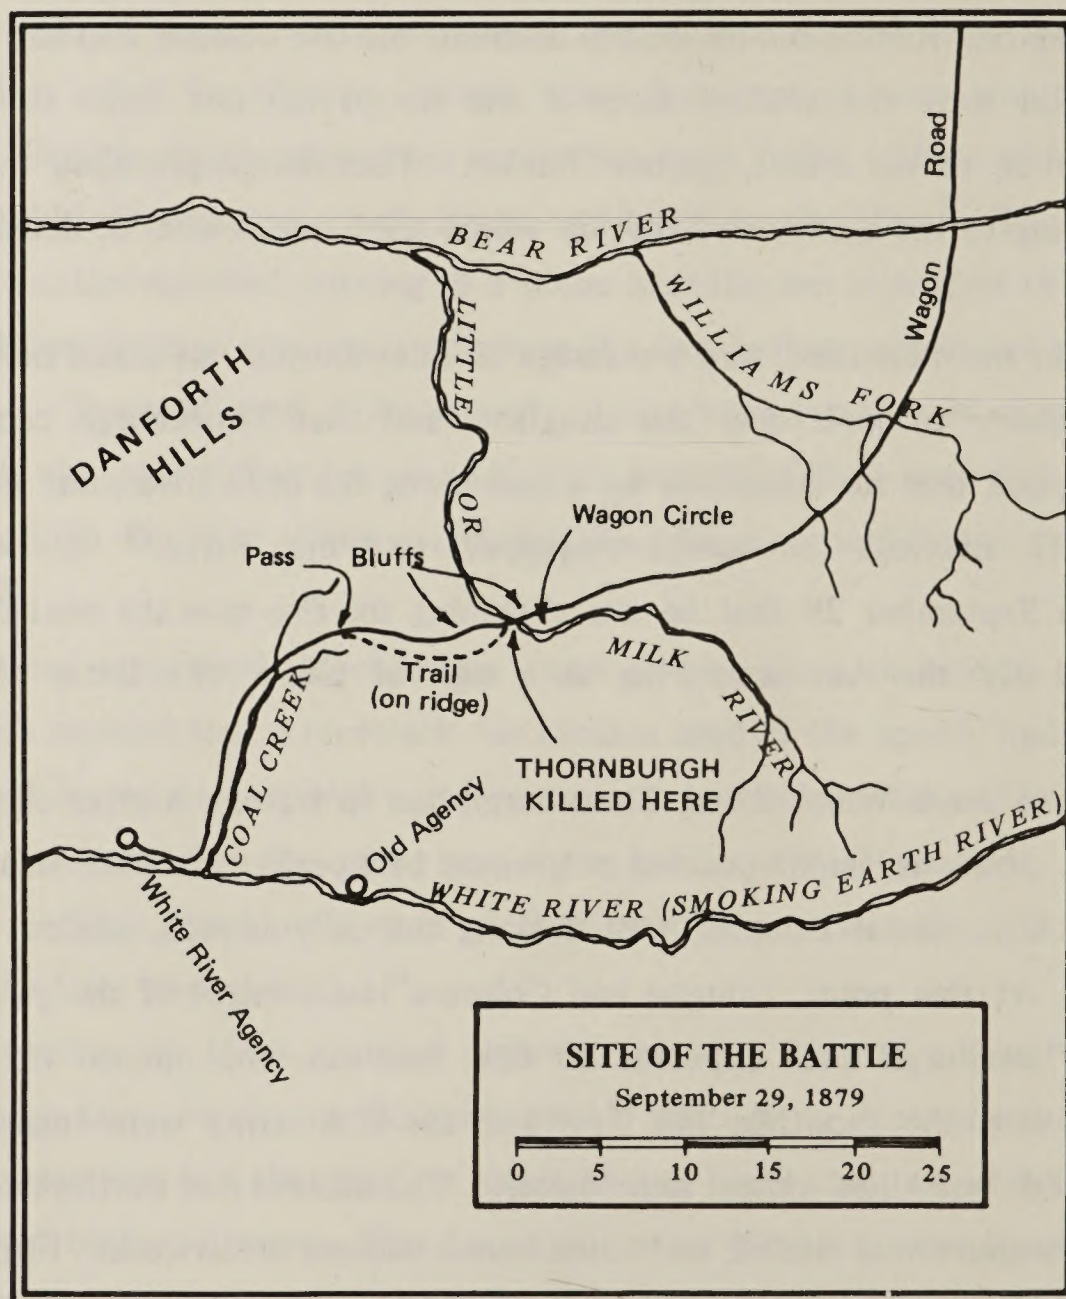 Road
BEAR RIVER
Wagon
WILLIAMS FORK
LITTLE OR
DANFORTH
HILLS
Wagon Circle
Pass
Bluffs
MILK
RIVER
Trail
(on ridge)
COAL CREEK
THORNBURGH
KILLED HERE
Old Agency
WHITE RIVER (SMOKING EARTH RIVER)
White River Agency
SITE OF THE BATTLE
September 29, 1879
0 5 10 15 20 25